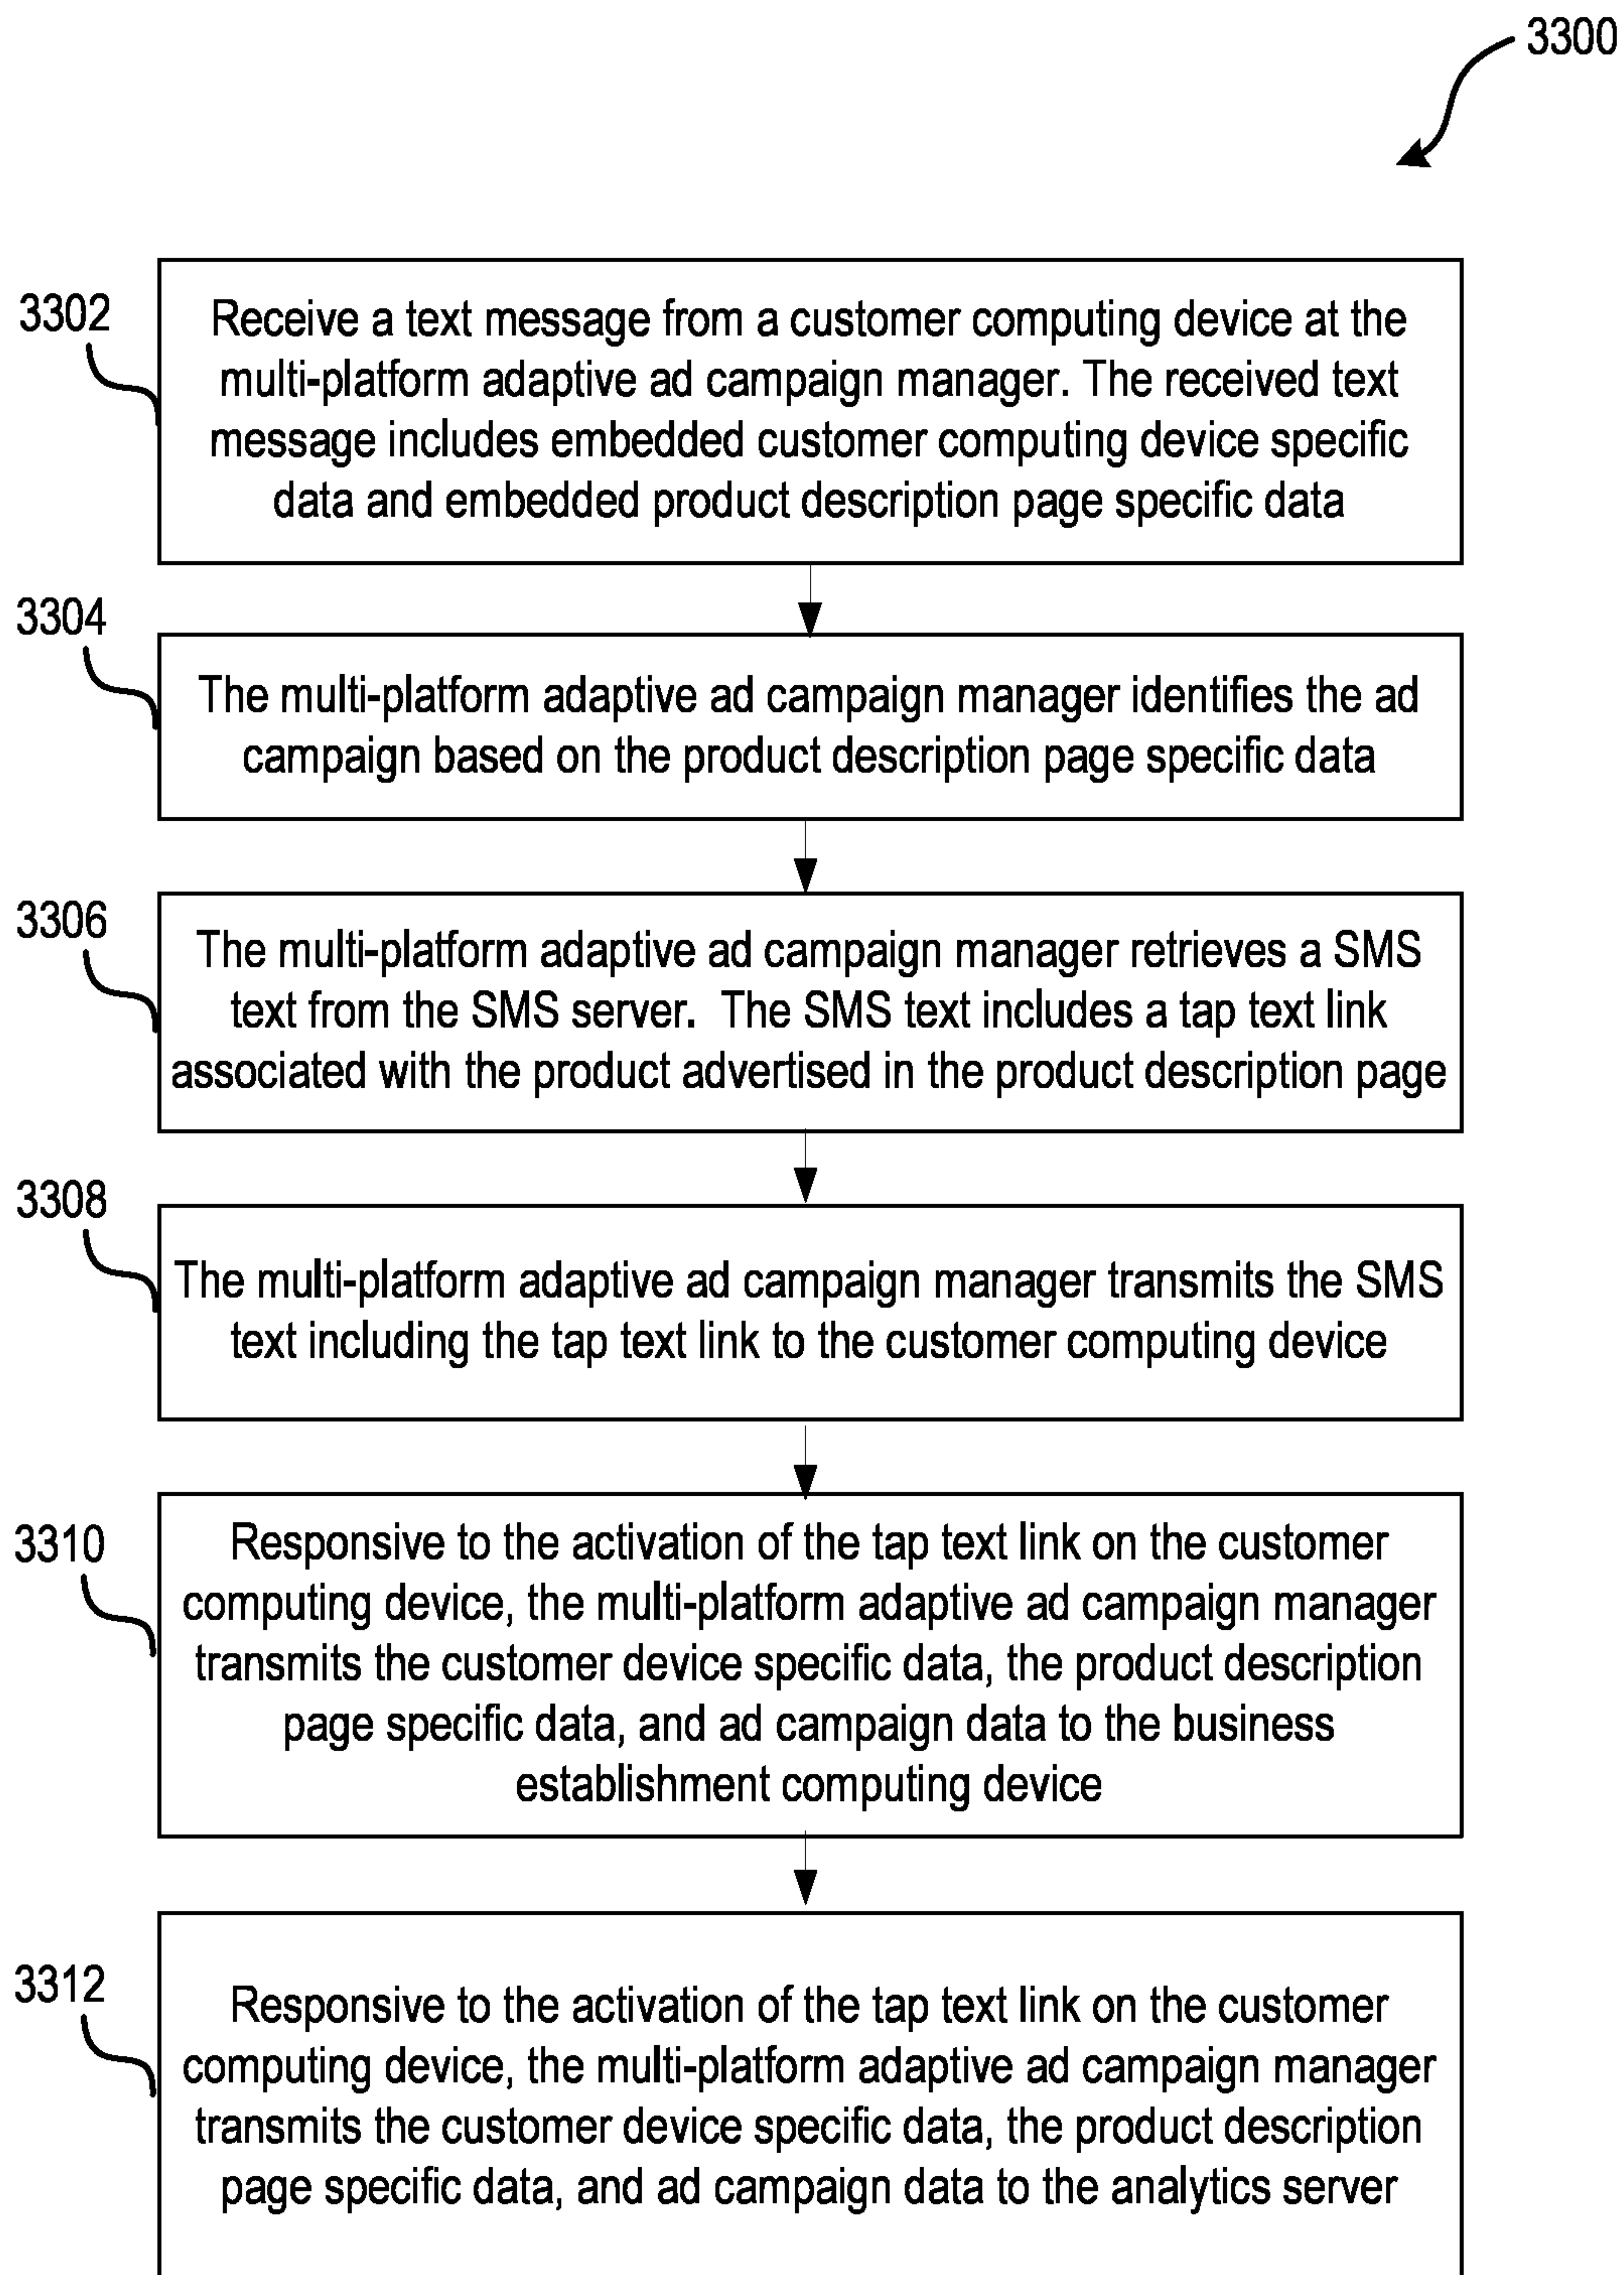 3300
3302
Receive a text message from a customer computing device at the
multi-platform adaptive ad campaign manager. The received text
message includes embedded customer computing device specific
data and embedded product description page specific data
3304
The multi-platform adaptive ad campaign manager identifies the ad
campaign based on the product description page specific data
3306
The multi-platform adaptive ad campaign manager retrieves a SMS
text from the SMS server. The SMS text includes a tap text link
associated with the product advertised in the product description page
3308
The multi-platform adaptive ad campaign manager transmits the SMS
text including the tap text link to the customer computing device
3310
Responsive to the activation of the tap text link on the customer
computing device, the multi-platform adaptive ad campaign manager
transmits the customer device specific data, the product description
page specific data, and ad campaign data to the business
establishment computing device
3312
Responsive to the activation of the tap text link on the customer
computing device, the multi-platform adaptive ad campaign manager
transmits the customer device specific data, the product description
page specific data, and ad campaign data to the analytics server